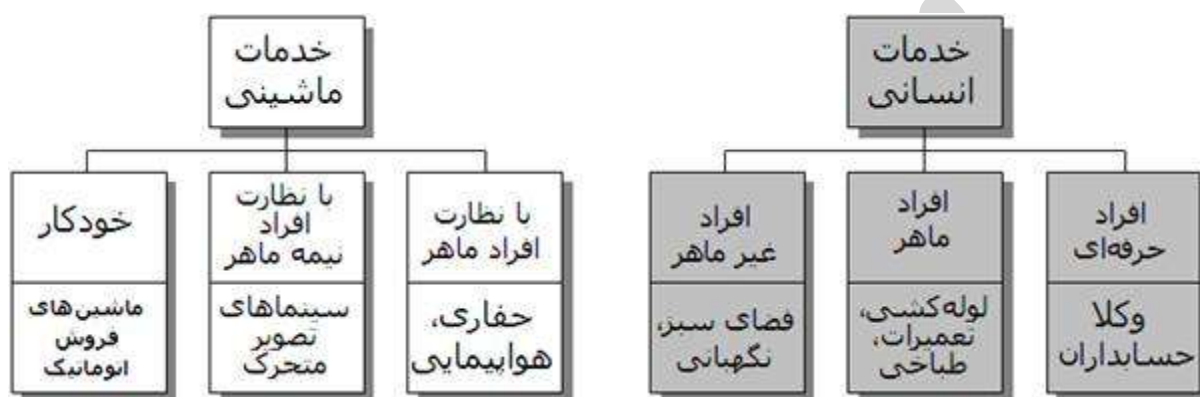 خدمات
انسانی
افراد
حرفه‌ای
وکلا
حسابداران
افراد
ماهر
لوله‌کشی،
تعمیرات،
طباخی
افراد
غیر ماهر
فضای سبز،
نگهبانی
خدمات
ماشینی
با نظارت
افراد ماهر
حفاری،
هواپیمایی
با نظارت
افراد
نیمه ماهر
سینماهای
تصویر
متحرک
خودکار
ماشین‌های
فروش
اتوماتیک